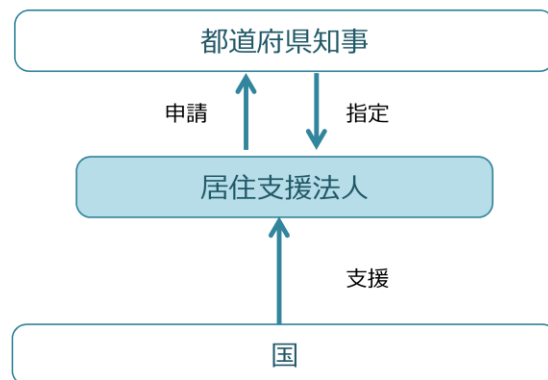 都道府県知事
申請
指定
居住支援法人
支援
国